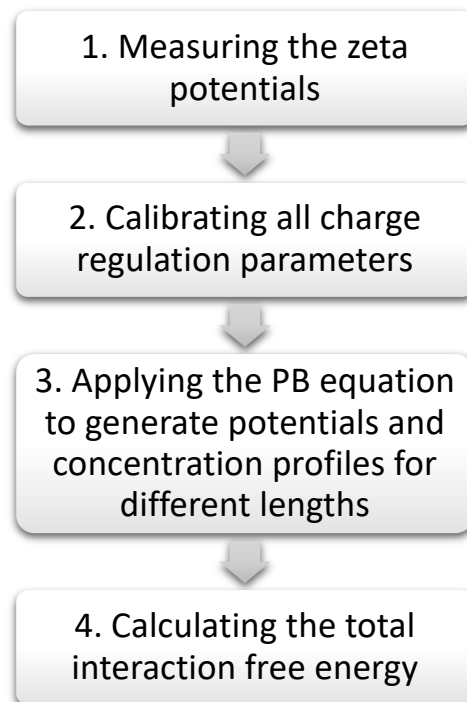 1. Measuring the zeta
potentials
2. Calibrating all charge
regulation parameters
3. Applying the PB equation
to generate potentials and
concentration profiles for
different lengths
4. Calculating the total
interaction free energy